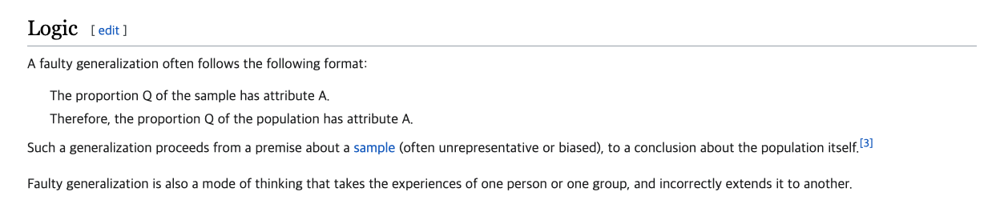 Logic [ edit ]
A faulty generalization often follows the following format:
The proportion Q of the sample has attribute A.
Therefore, the proportion Q of the population has attribute A.
Such a generalization proceeds from a premise about a sample (often unrepresentative or biased), to a conclusion about the population itself.[3]
Faulty generalization is also a mode of thinking that takes the experiences of one person or one group, and incorrectly extends it to another.